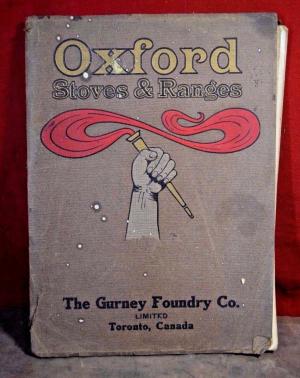 Oxford
Stoves & Ranges
The Gurney Foundry Co.
LIMITED
Toronto, Canada